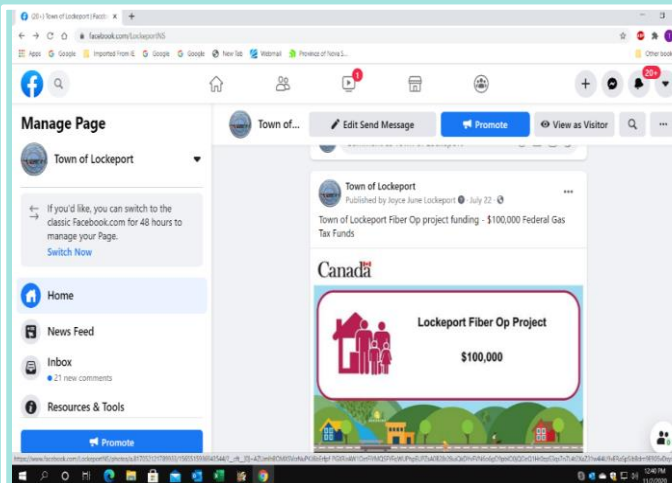 (20+) Town of Lockeport | Faceb
facebook.com/LockeportNS
Apps Google Imported From IE Google Google Google New Tab Webmail Province of Nova S...
Other book
20+
1
Manage Page
Town of Lockeport
If you'd like, you can switch to the
classic Facebook.com for 48 hours to
manage your Page.
Switch Now
Home
News Feed
Inbox
21 new comments
Resources & Tools
Promote
Town of...
Edit Send Message
Promote
View as Visitor
Town of Lockeport
Published by Joyce June Lockeport · July 22
Town of Lockeport Fiber Op project funding - $100,000 Federal Gas
Tax Funds
Canada
Lockeport Fiber Op Project
$100,000
12:40 PM